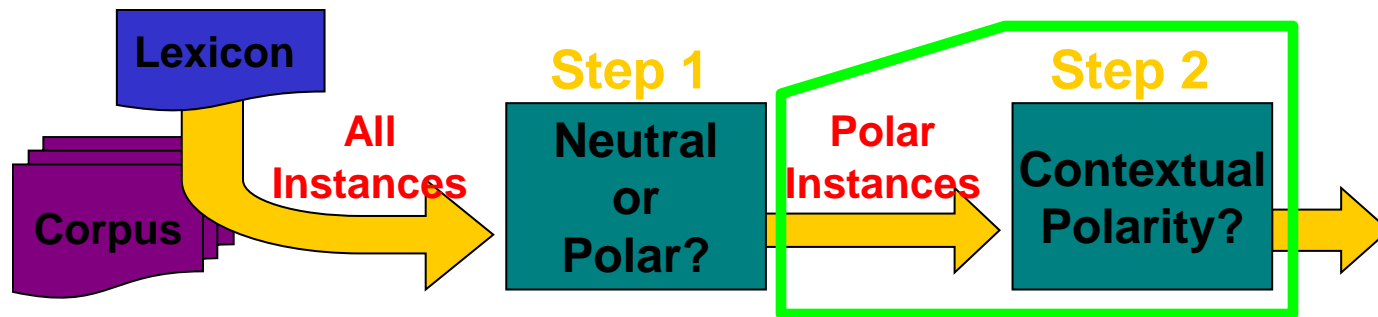 Lexicon
Corpus
All
Instances
Step 1
Neutral
or
Polar?
Polar
Instances
Step 2
Contextual
Polarity?